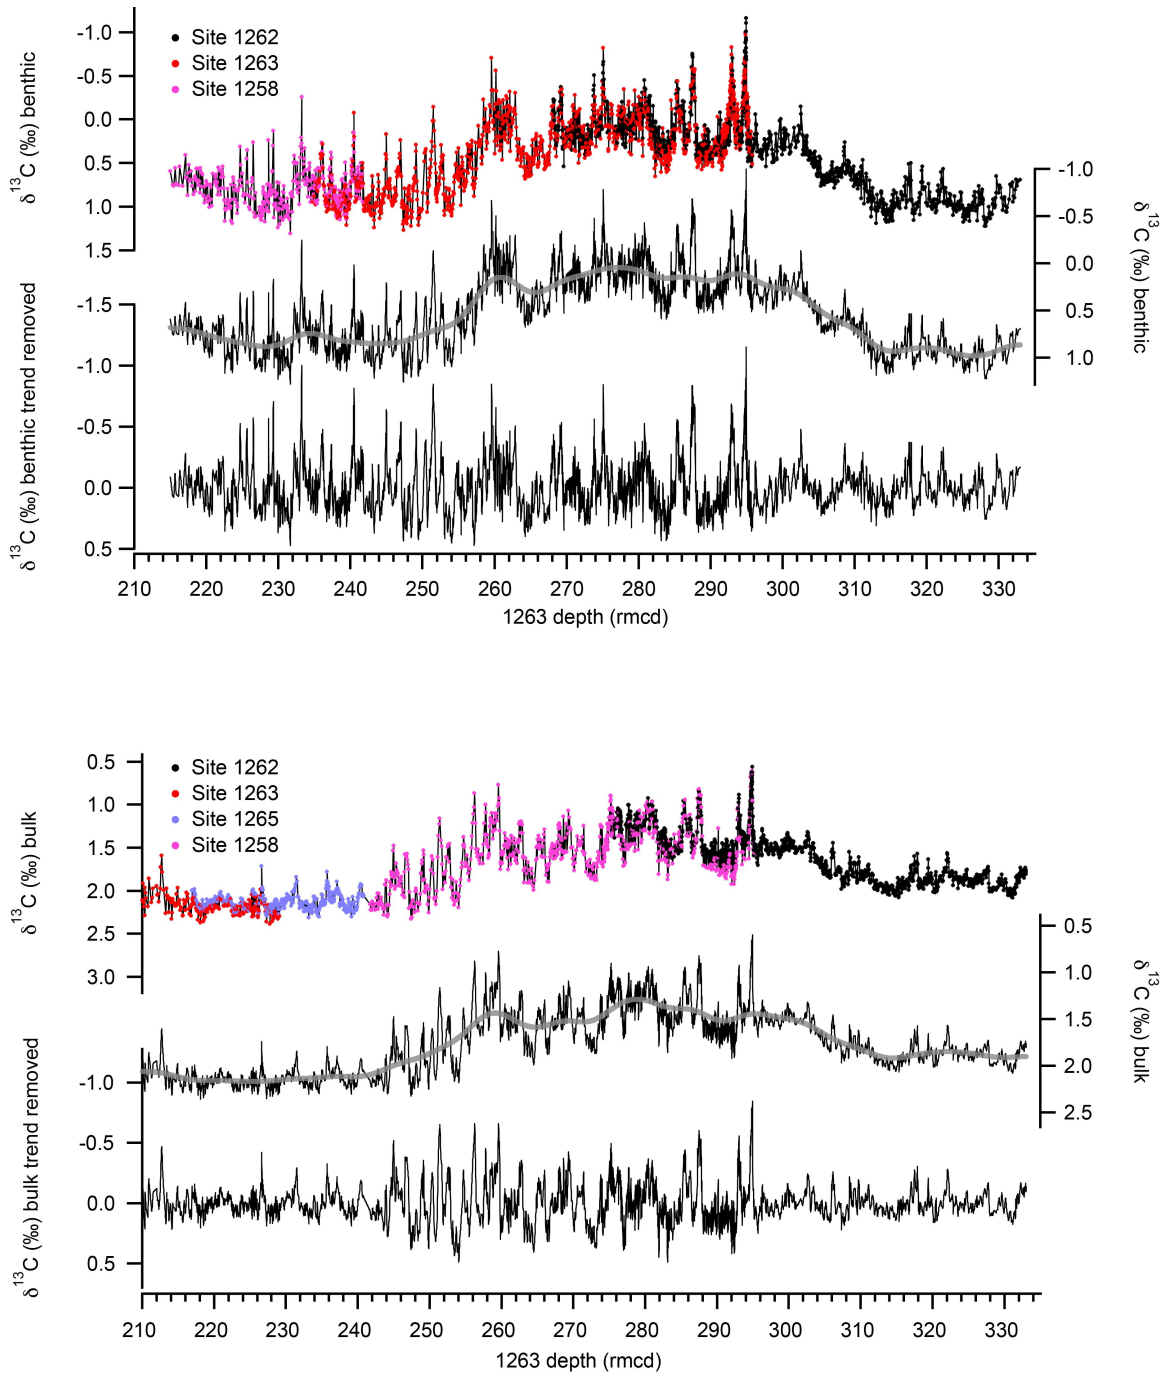 δ13C (‰) benthic
-1.0
-0.5
0.0
0.5
1.0
1.5
Site 1262
Site 1263
Site 1258
-1.0
-0.5
0.0
0.5
1.0
δ13C (‰) benthic
δ13C (‰) benthic trend removed
-1.5
-1.0
-0.5
0.0
0.5
210 220 230 240 250 260 270 280 290 300 310 320 330
1263 depth (rmcd)
δ13C (‰) bulk
0.5
1.0
1.5
2.0
2.5
3.0
Site 1262
Site 1263
Site 1265
Site 1258
0.5
1.0
1.5
2.0
2.5
δ13C (‰) bulk
δ13C (‰) bulk trend removed
-1.0
-0.5
0.0
0.5
210 220 230 240 250 260 270 280 290 300 310 320 330
1263 depth (rmcd)